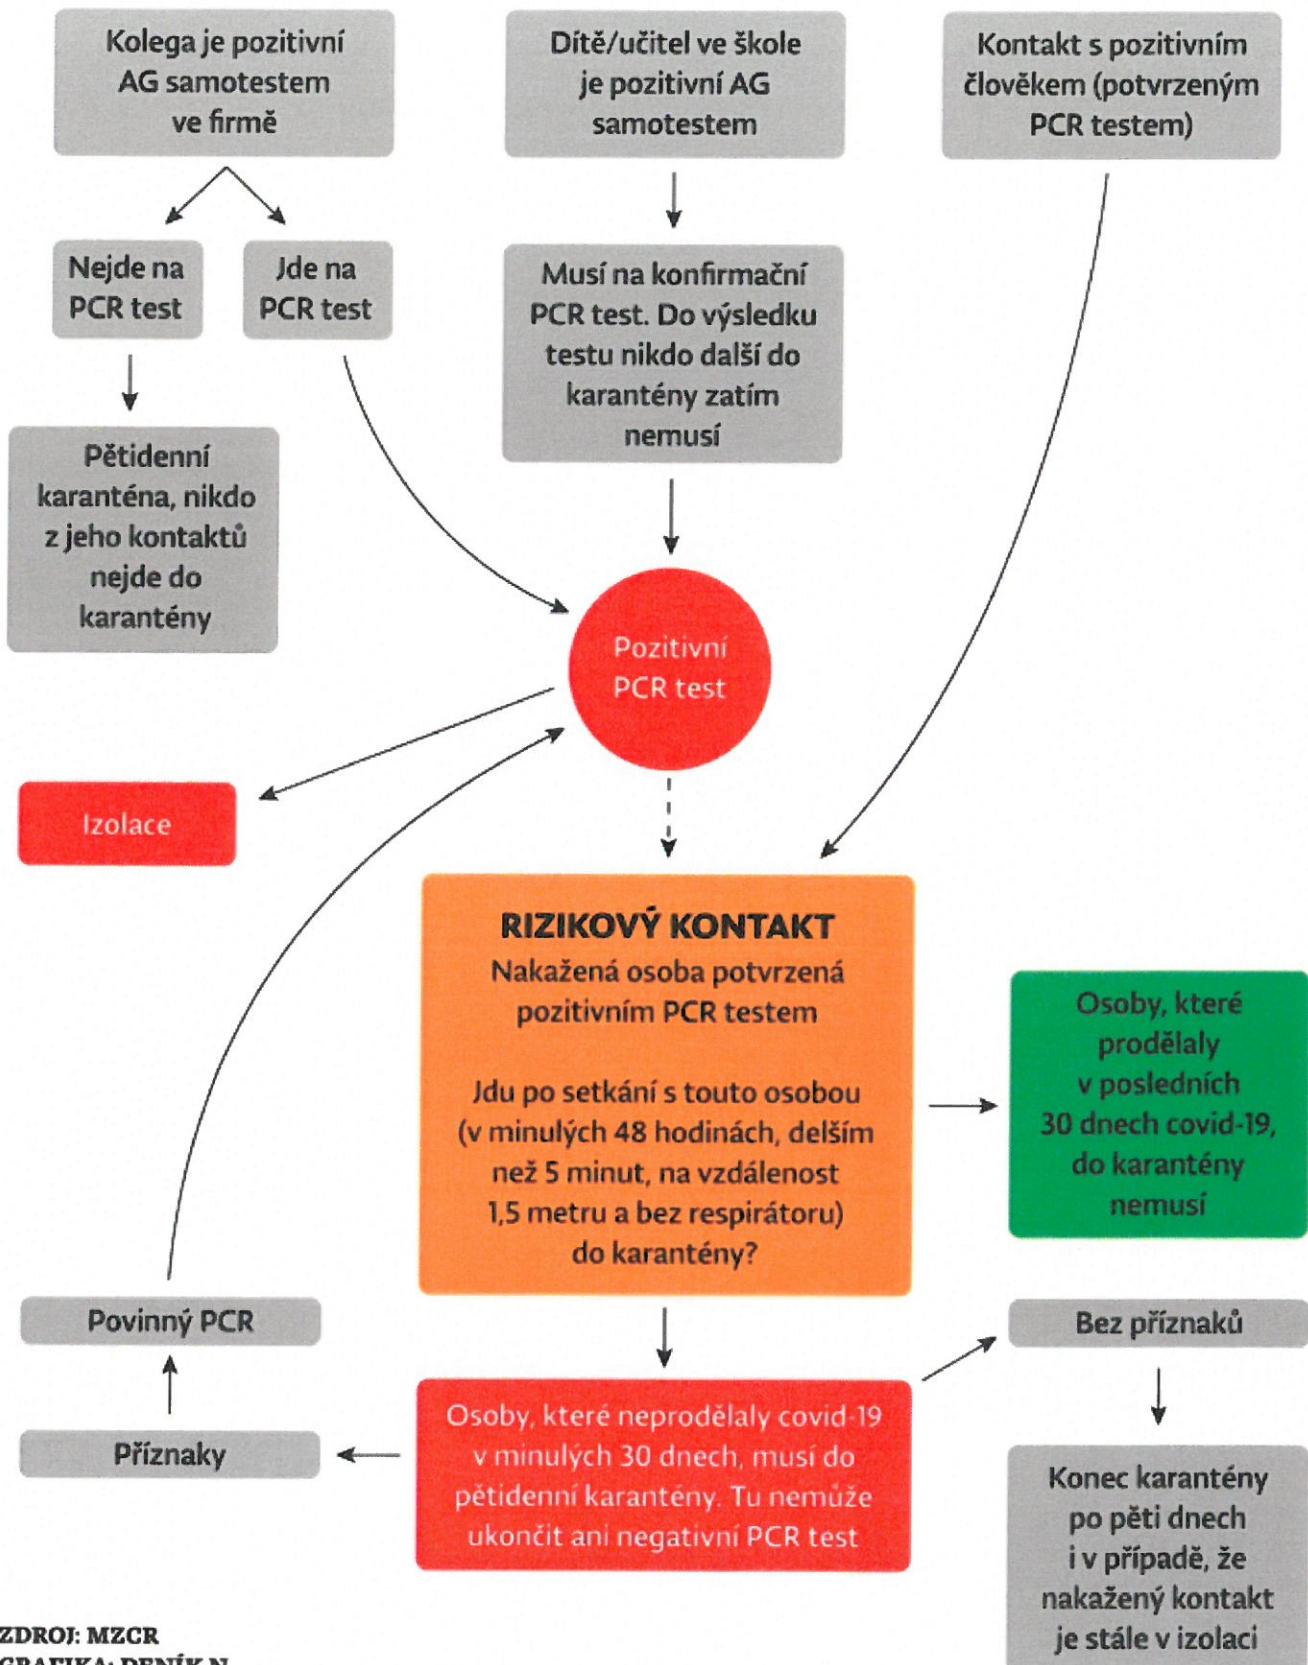 Kolega je pozitivní
AG samotestem
ve firmě
Dítě/učitel ve škole
je pozitivní AG
samotestem
Kontakt s pozitivním
člověkem (potvrzeným
PCR testem)
Nejde na
PCR test
Jde na
PCR test
Musí na konfirmační
PCR test. Do výsledku
testu nikdo další do
karantény zatím
nemusí
Pětidenní
karanténa, nikdo
z jeho kontaktů
nejde do
karantény
Pozitivní
PCR test
Izolace
RIZIKOVÝ KONTAKT
Nakažená osoba potvrzená
pozitivním PCR testem
Jdu po setkání s touto osobou
(v minulých 48 hodinách, delším
než 5 minut, na vzdálenost
1,5 metru a bez respirátoru)
do karantény?
Osoby, které
prodělaly
v posledních
30 dnech covid-19,
do karantény
nemusí
Povinný PCR
Bez příznaků
Příznaky
Osoby, které neprodělaly covid-19
v minulých 30 dnech, musí do
pětidenní karantény. Tu nemůže
ukončit ani negativní PCR test
Konec karantény
po pěti dnech
i v případě, že
nakažený kontakt
je stále v izolaci
ZDROJ: MZCR
GRAFIKA: DENÍK N